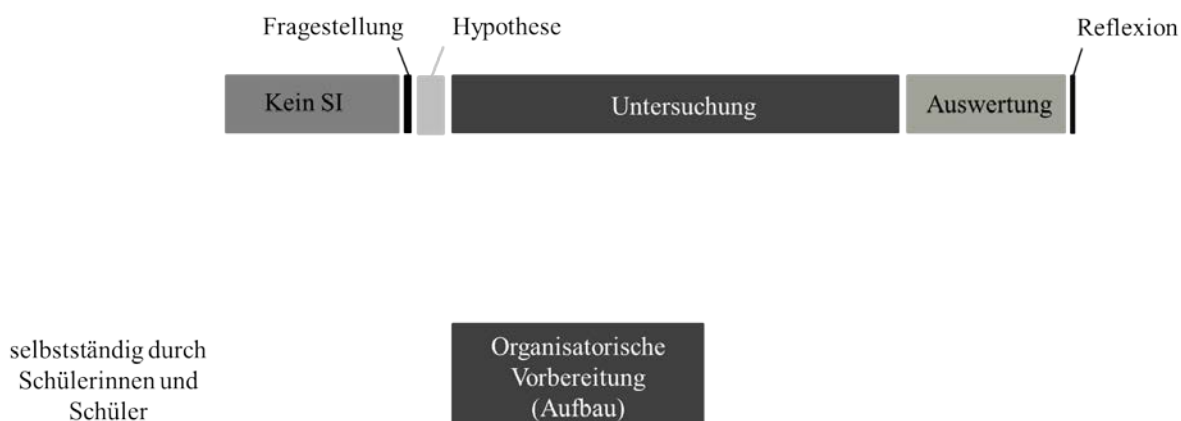 Fragestellung
Hypothese
Reflexion
Kein SI
Untersuchung
Auswertung
selbstständig durch
Schülerinnen und
Schüler
Organisatorische
Vorbereitung
(Aufbau)